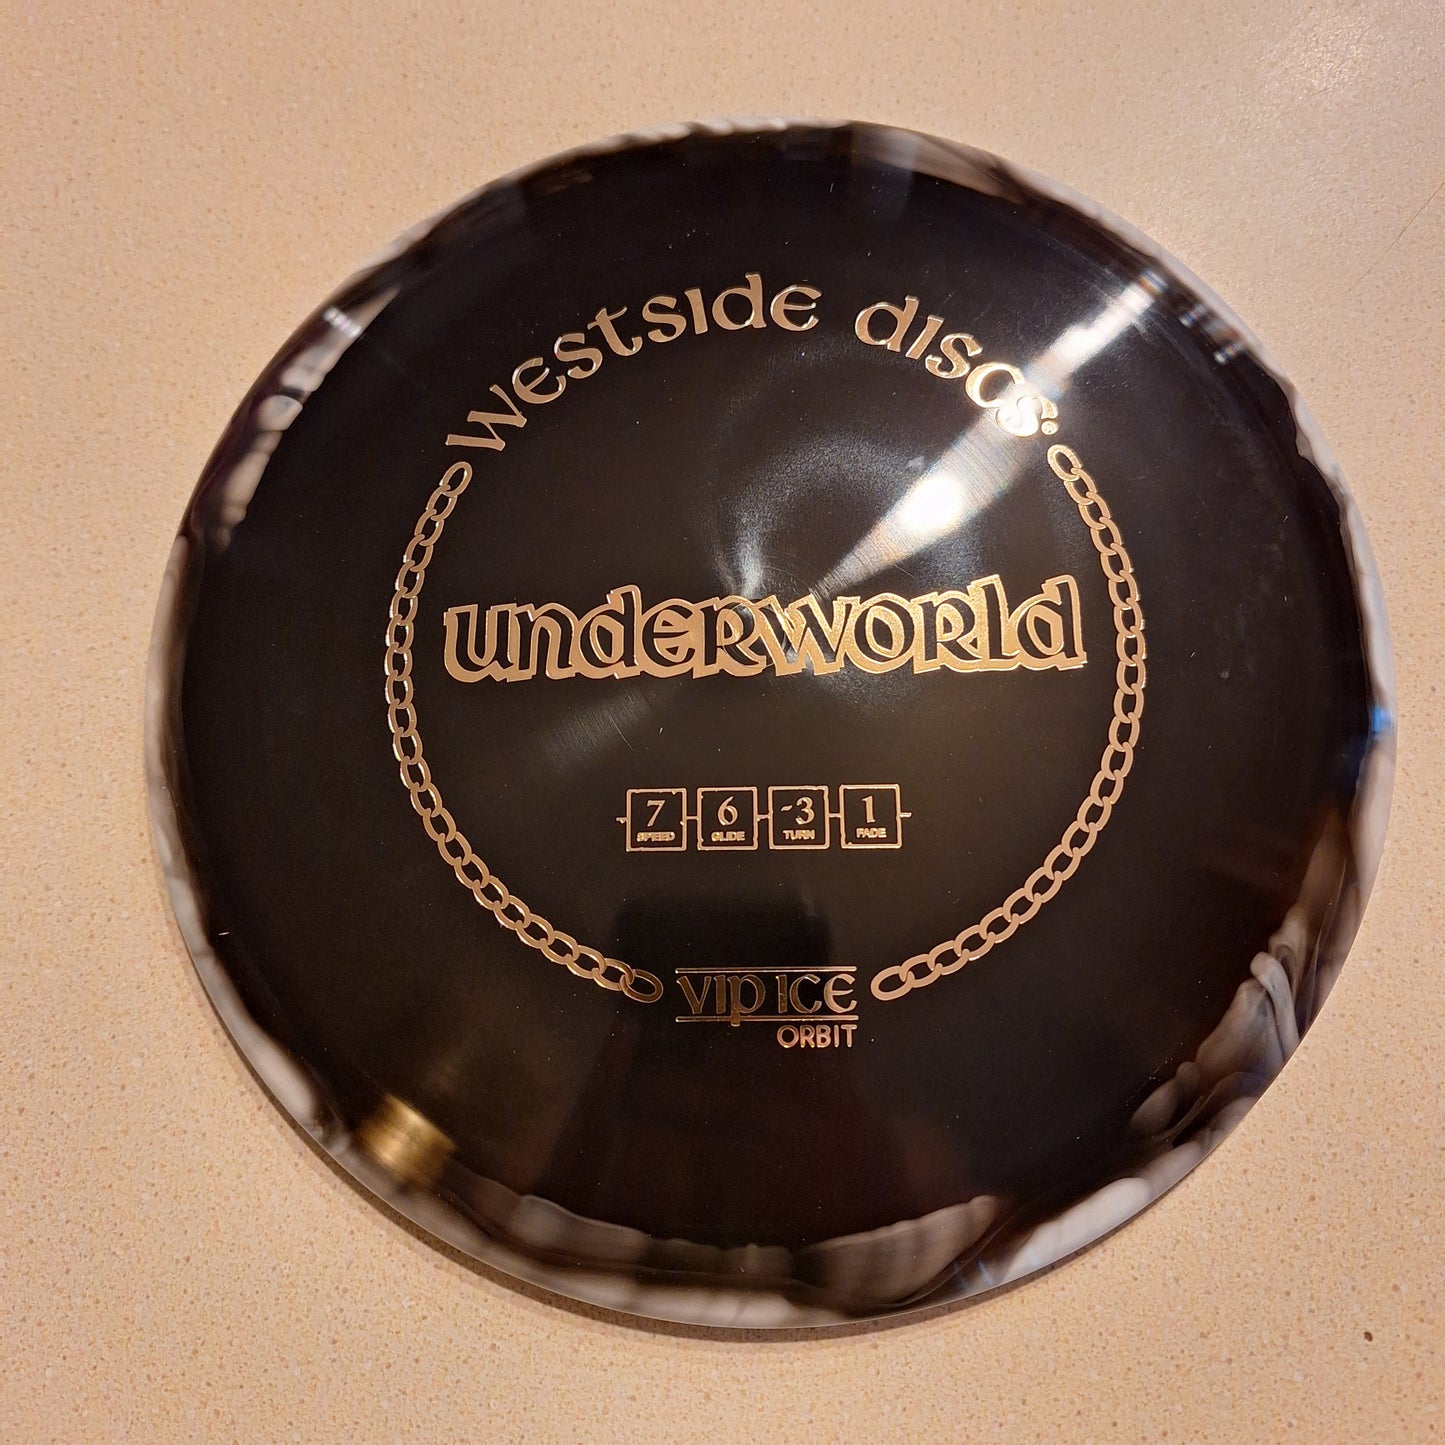 Westside discs®
underworld
7 6 -3 1
SPEED GLIDE TURN FADE
VIP ICE
ORBIT